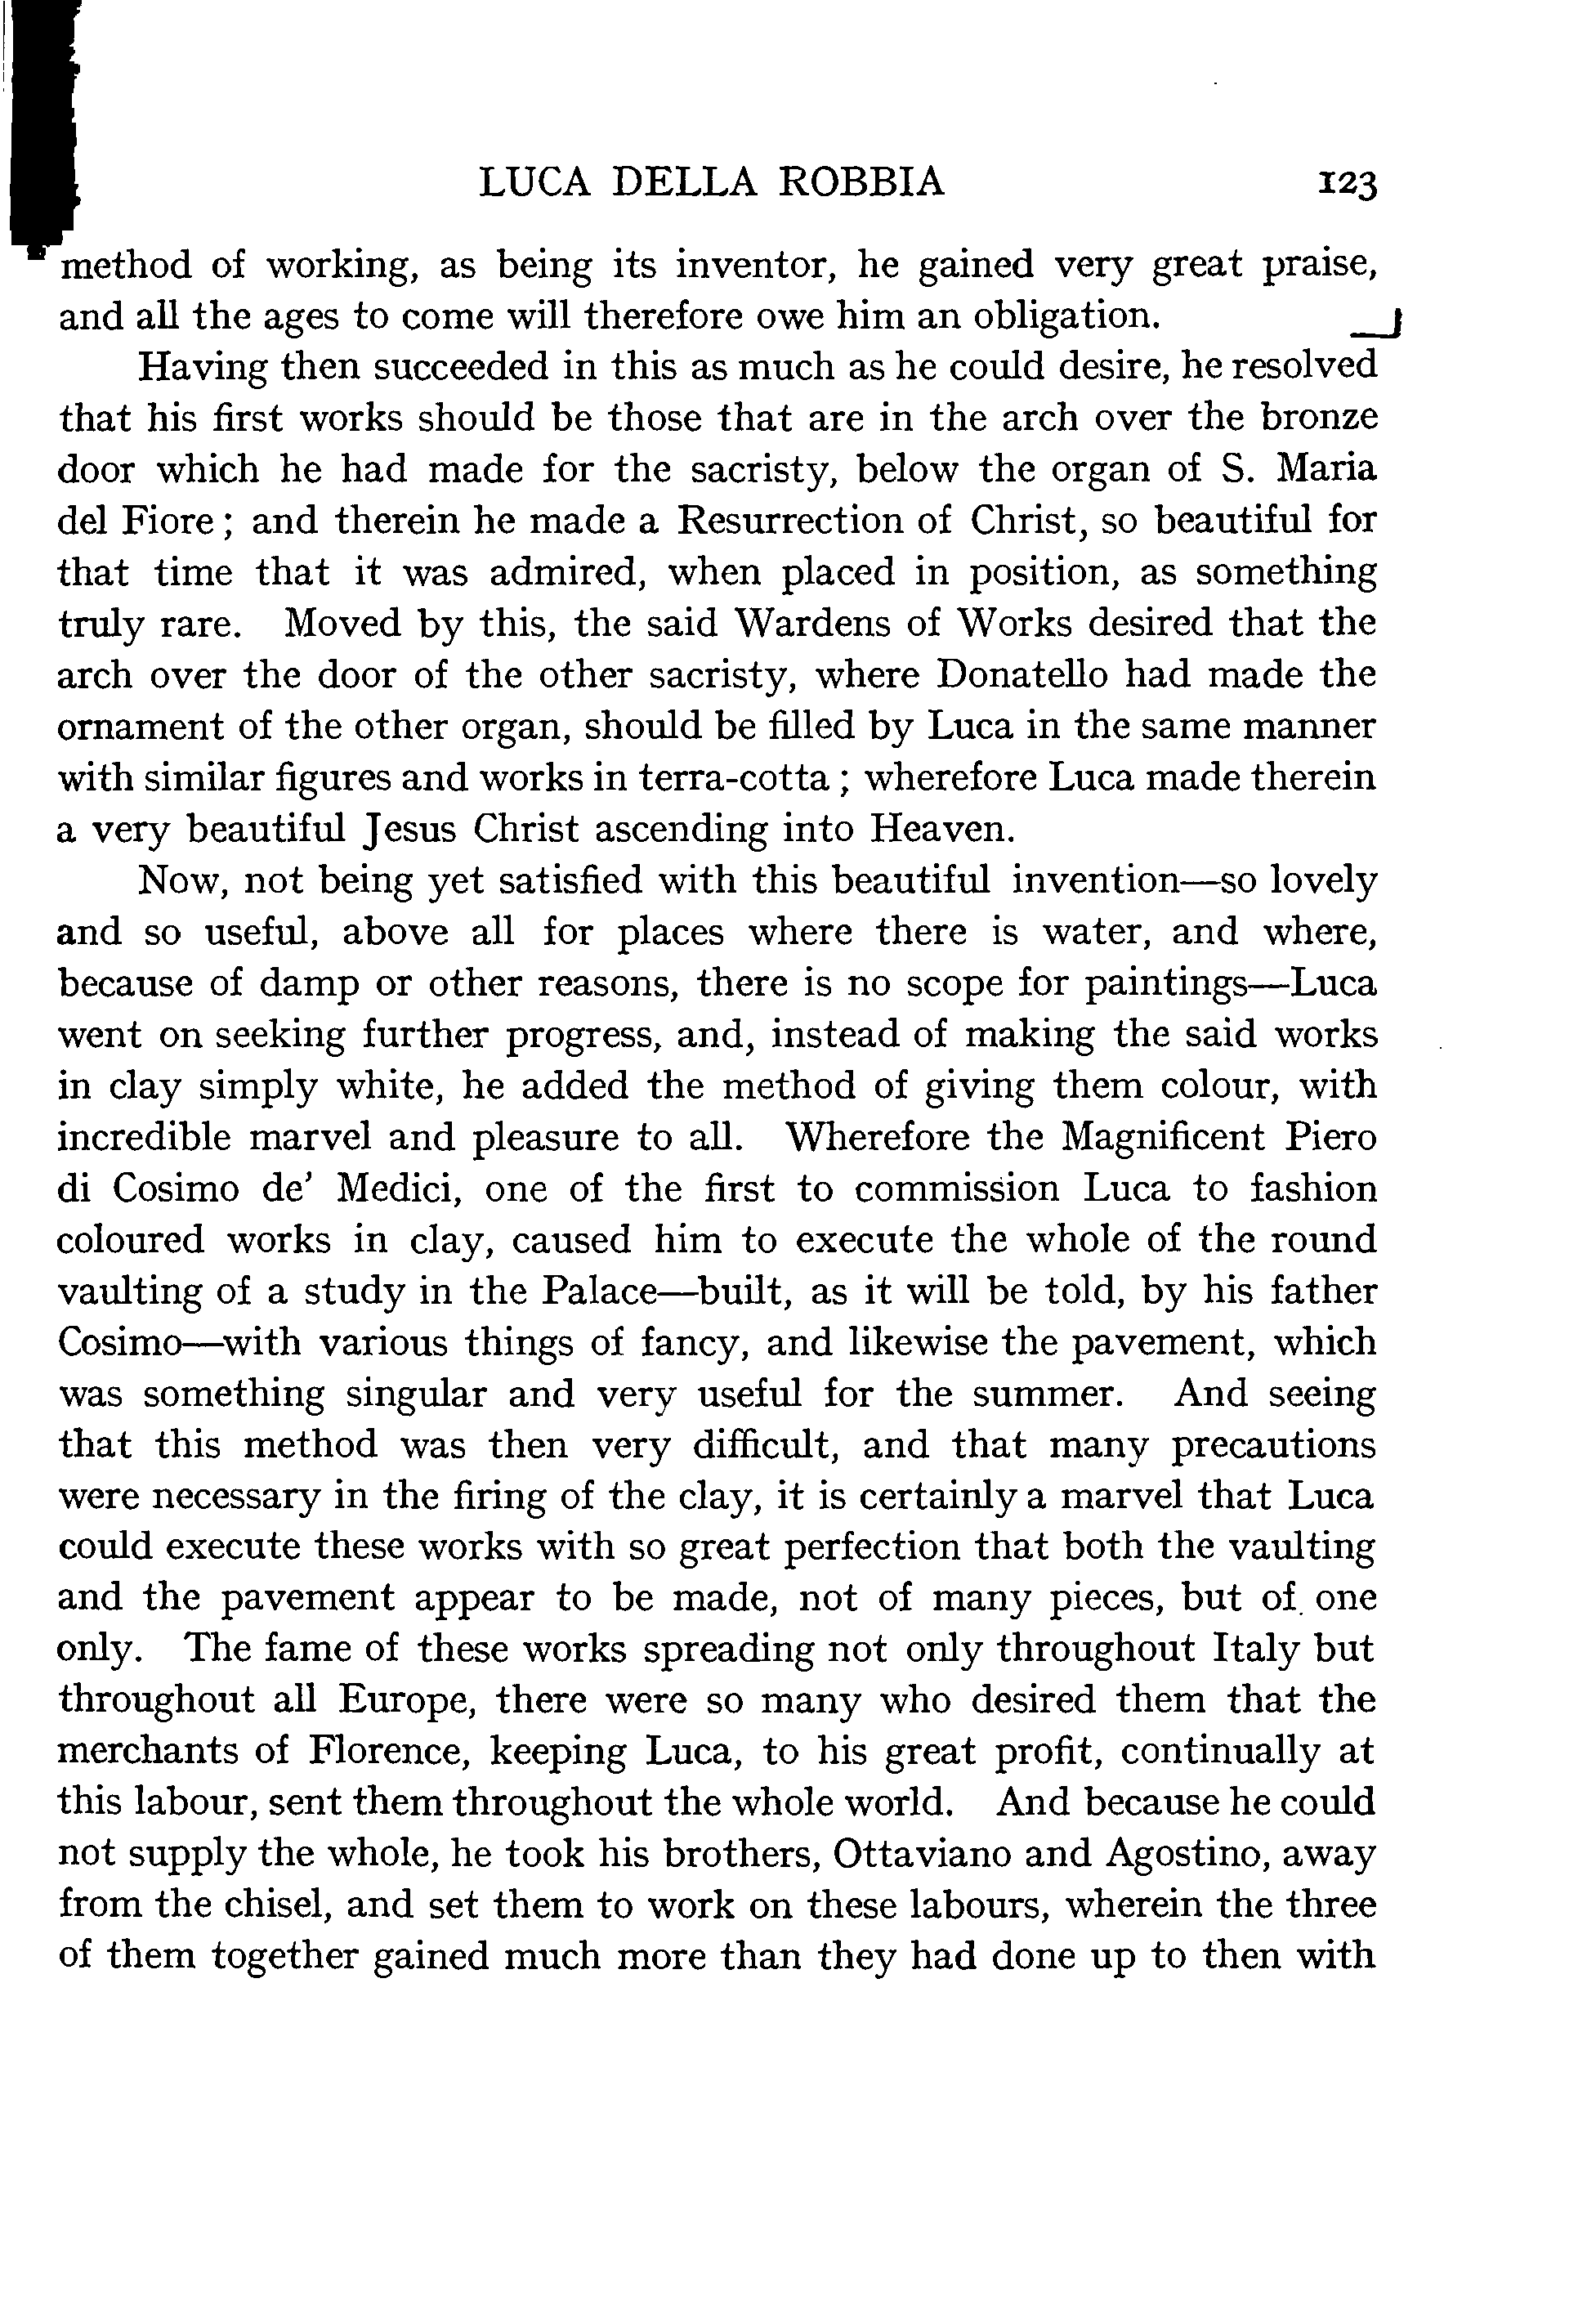 LUCA DELLA ROBBIA 123
method of working, as being its inventor, he gained very great praise,
and all the ages to come will therefore owe him an obligation.
Having then succeeded in this as much as he could desire, he resolved
that his first works should be those that are in the arch over the bronze
door which he had made for the sacristy, below the organ of S. Maria
del Fiore ; and therein he made a Resurrection of Christ, so beautiful for
that time that it was admired, when placed in position, as something
truly rare. Moved by this, the said Wardens of Works desired that the
arch over the door of the other sacristy, where Donatello had made the
ornament of the other organ, should be filled by Luca in the same manner
with similar figures and works in terra-cotta ; wherefore Luca made therein
a very beautiful Jesus Christ ascending into Heaven.
Now, not being yet satisfied with this beautiful invention—so lovely
and so useful, above all for places where there is water, and where,
because of damp or other reasons, there is no scope for paintings—Luca
went on seeking further progress, and, instead of making the said works
in clay simply white, he added the method of giving them colour, with
incredible marvel and pleasure to all. Wherefore the Magnificent Piero
di Cosimo de' Medici, one of the first to commission Luca to fashion
coloured works in clay, caused him to execute the whole of the round
vaulting of a study in the Palace—built, as it will be told, by his father
Cosimo—with various things of fancy, and likewise the pavement, which
was something singular and very useful for the summer. And seeing
that this method was then very difficult, and that many precautions
were necessary in the firing of the clay, it is certainly a marvel that Luca
could execute these works with so great perfection that both the vaulting
and the pavement appear to be made, not of many pieces, but of one
only. The fame of these works spreading not only throughout Italy but
throughout all Europe, there were so many who desired them that the
merchants of Florence, keeping Luca, to his great profit, continually at
this labour, sent them throughout the whole world. And because he could
not supply the whole, he took his brothers, Ottaviano and Agostino, away
from the chisel, and set them to work on these labours, wherein the three
of them together gained much more than they had done up to then with